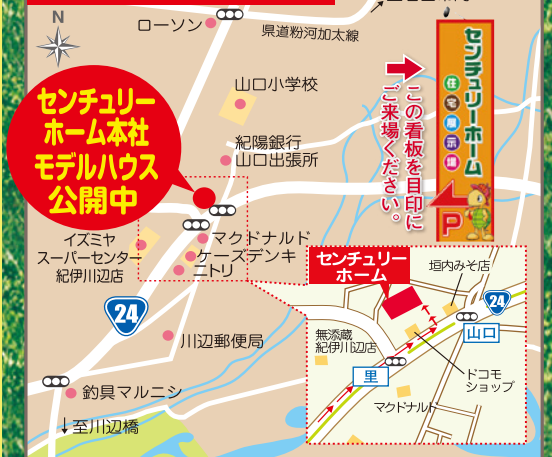 N
ローソン
県道粉河加太線
山口小学校
紀陽銀行
山口出張所
センチュリー
ホーム本社
モデルハウス
公開中
この看板を目印に
ご来場ください。
センチュリーホーム
住宅展示場
P
イズミヤ
スーパーセンター
紀伊川辺店
マクドナルド
ケーズデンキ
ニトリ
24
川辺郵便局
釣具マルニシ
↓至川辺橋
センチュリー
ホーム
垣内みそ店
24
山口
無添蔵
紀伊川辺店
里
ドコモ
ショップ
マクドナルド